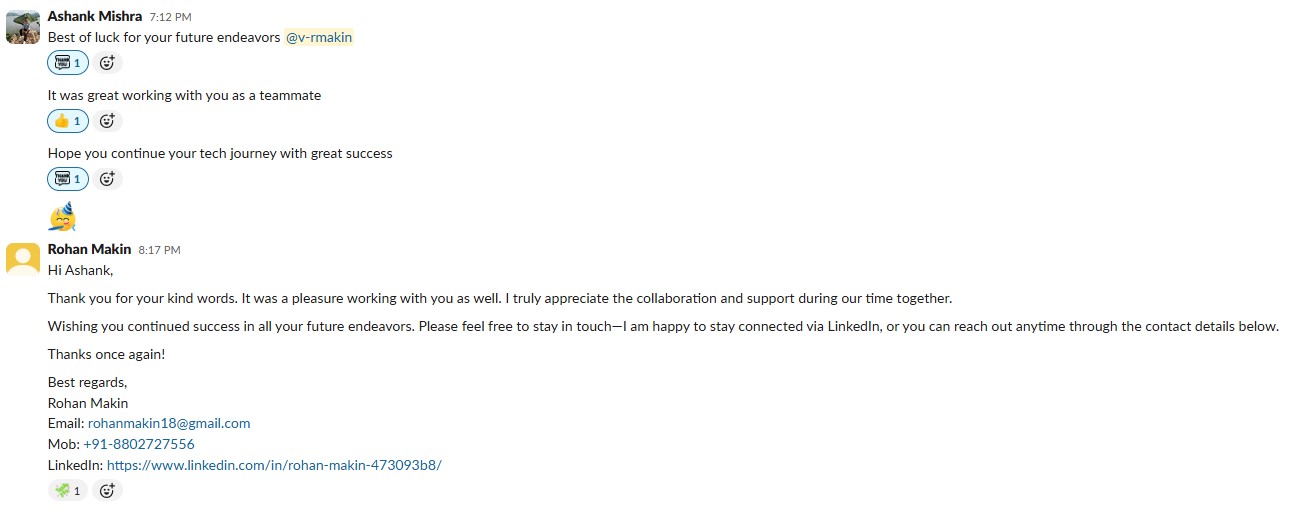 Ashank Mishra 7:12 PM
Best of luck for your future endeavors @v-rmakin
THANK YOU 1
It was great working with you as a teammate
1
Hope you continue your tech journey with great success
THANK YOU 1
Rohan Makin 8:17 PM
Hi Ashank,
Thank you for your kind words. It was a pleasure working with you as well. I truly appreciate the collaboration and support during our time together.
Wishing you continued success in all your future endeavors. Please feel free to stay in touch—I am happy to stay connected via LinkedIn, or you can reach out anytime through the contact details below.
Thanks once again!
Best regards,
Rohan Makin
Email: rohanmakin18@gmail.com
Mob: +91-8802727556
LinkedIn: https://www.linkedin.com/in/rohan-makin-473093b8/
1